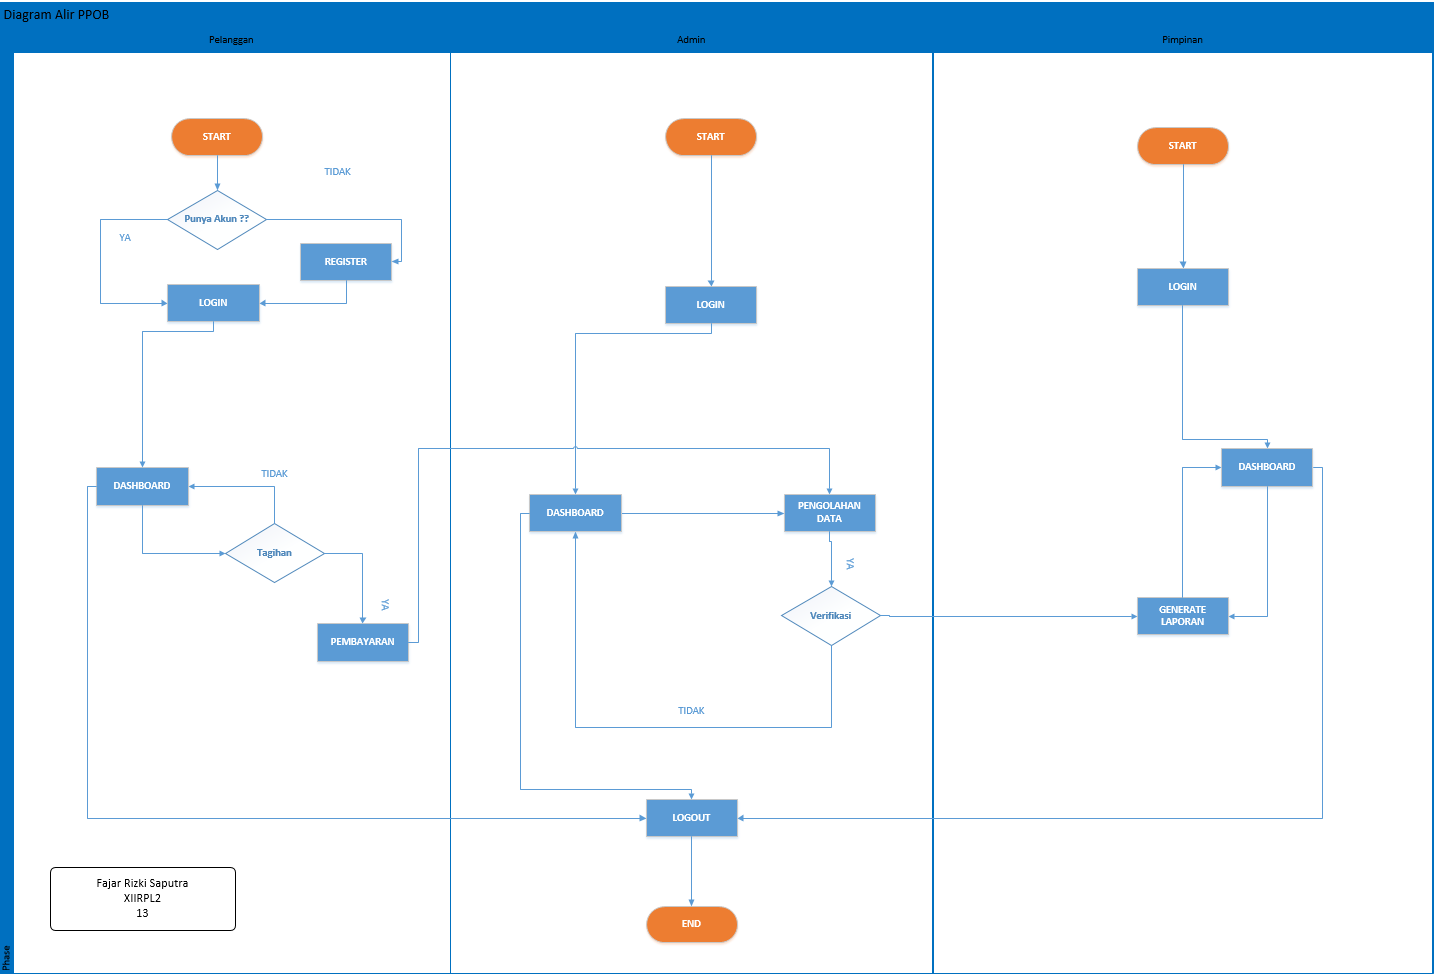 Diagram Alir PPOB
Pelanggan
Admin
Pimpinan
START
START
START
TIDAK
Punya Akun ??
YA
REGISTER
LOGIN
LOGIN
LOGIN
DASHBOARD
TIDAK
DASHBOARD
PENGOLAHAN
DATA
DASHBOARD
Tagihan
YA
YA
PEMBAYARAN
Verifikasi
GENERATE
LAPORAN
TIDAK
LOGOUT
Fajar Rizki Saputra
XIIRPL2
13
END
Phase